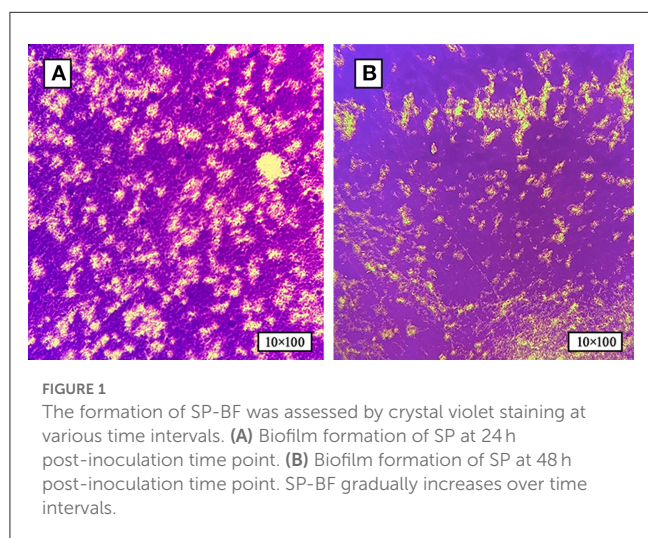 A
B
10×100
10×100
FIGURE 1
The formation of SP-BF was assessed by crystal violet staining at
various time intervals. (A) Biofilm formation of SP at 24 h
post-inoculation time point. (B) Biofilm formation of SP at 48 h
post-inoculation time point. SP-BF gradually increases over time
intervals.